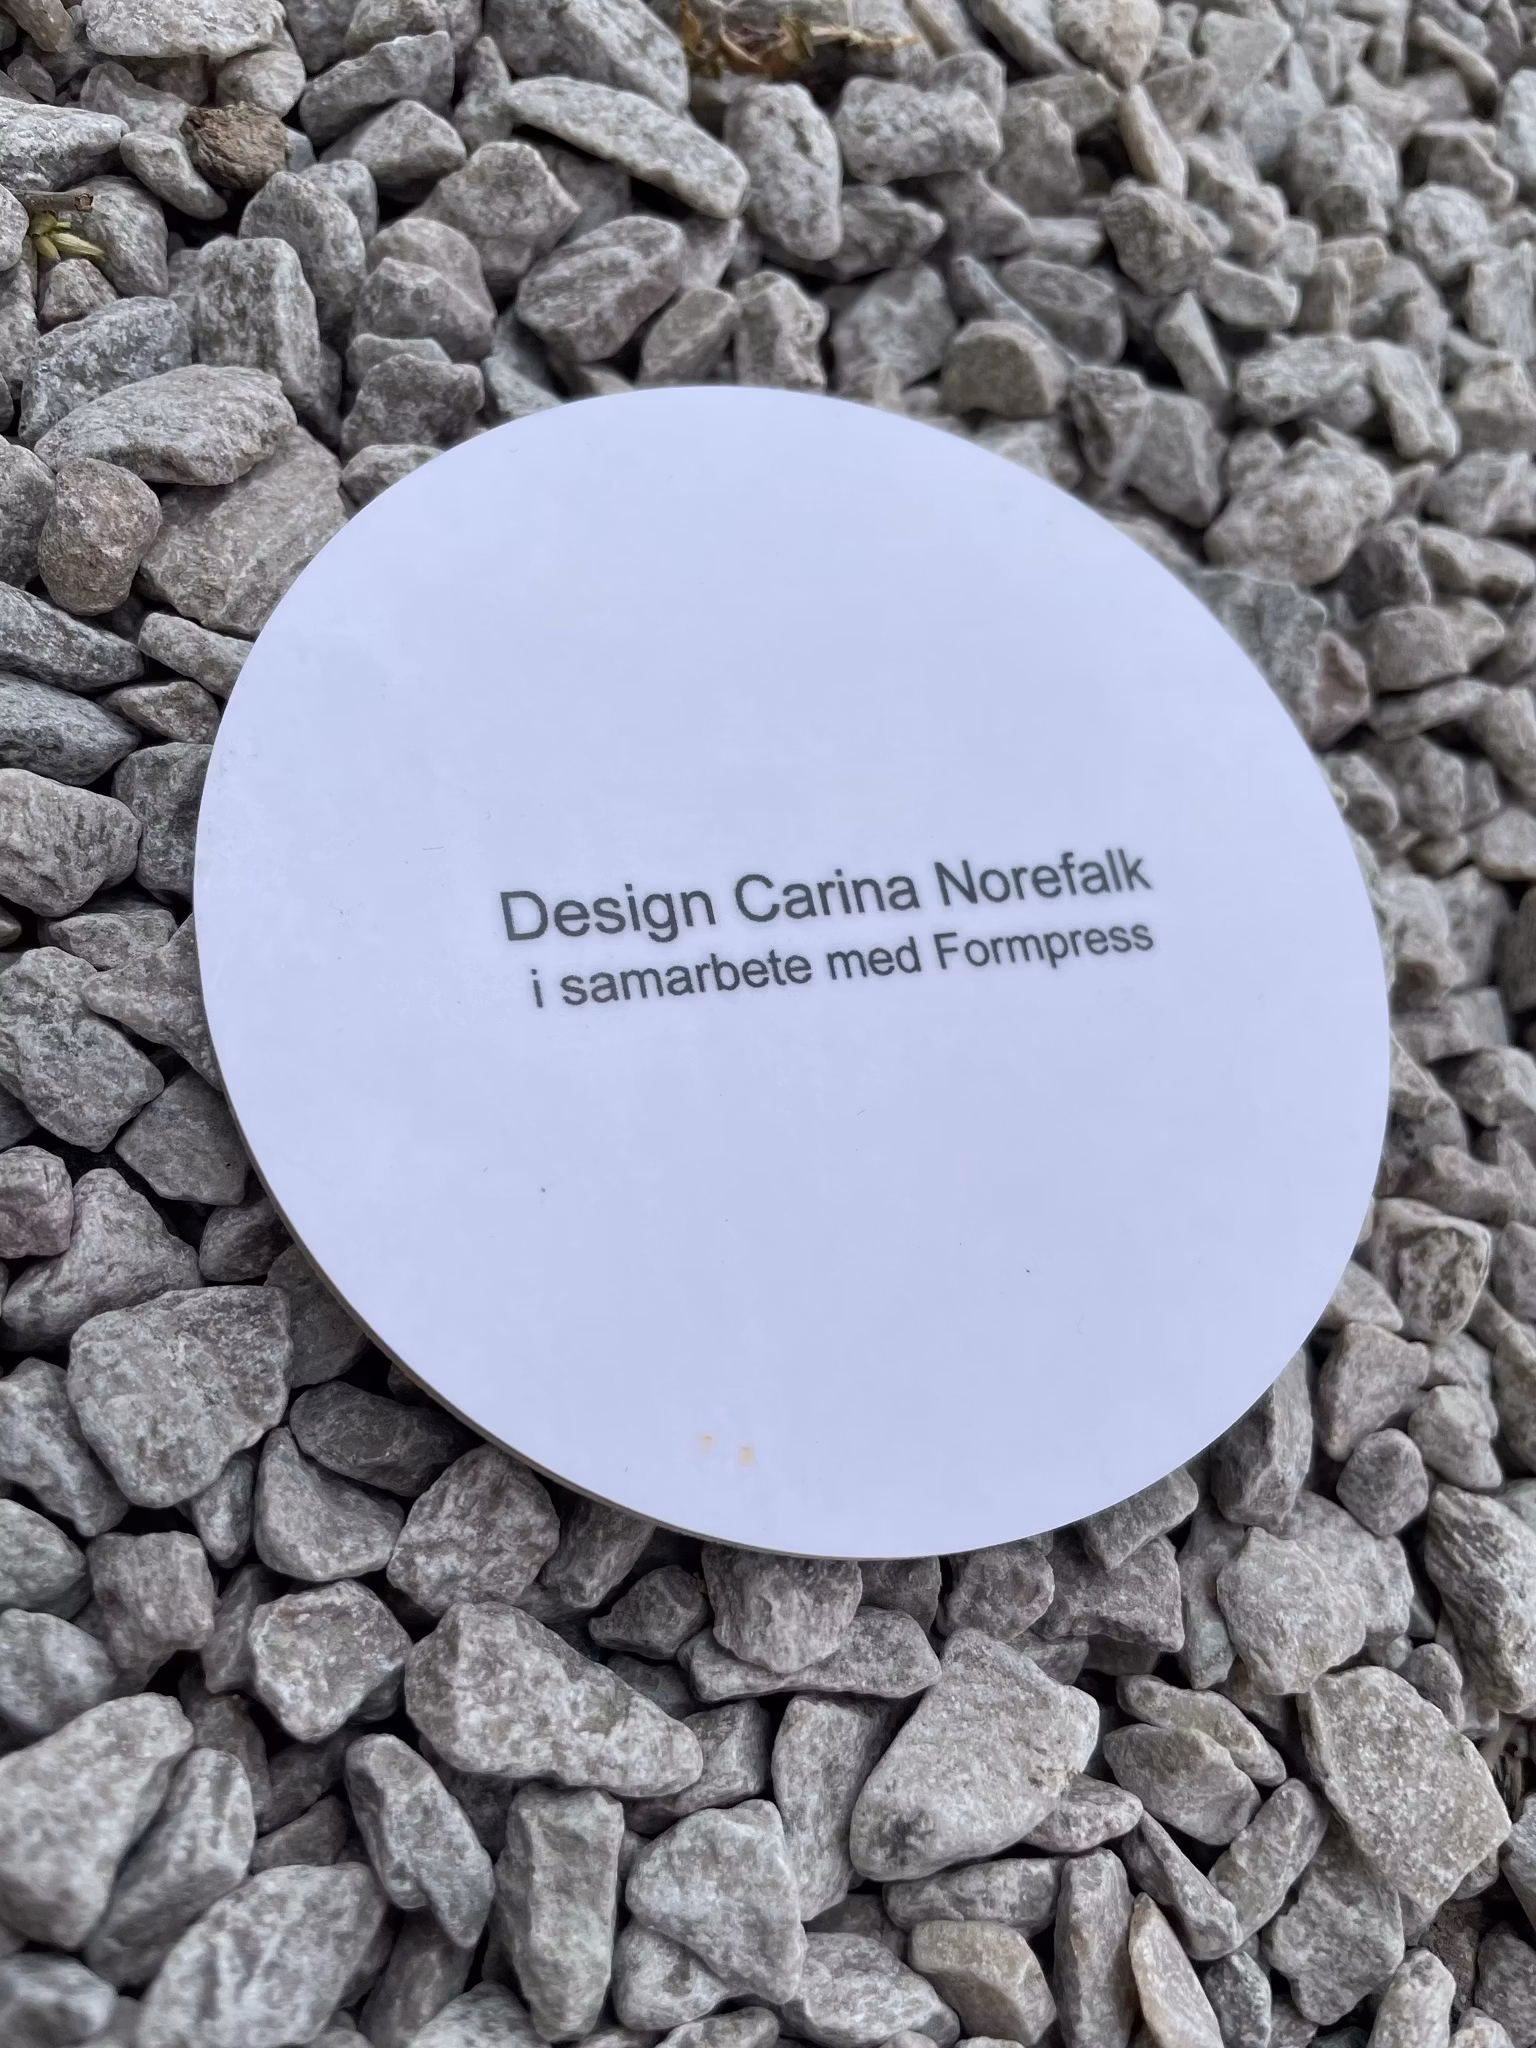 Design Carina Norefalk
i samarbete med Formpress